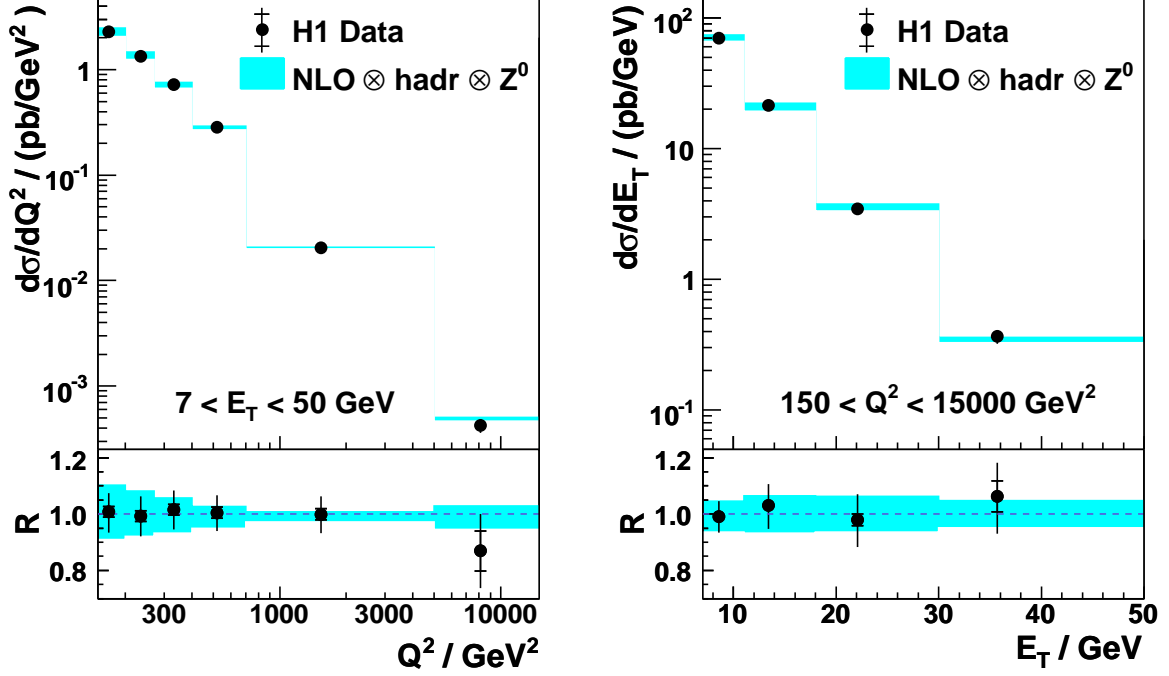 dσ/dQ² / (pb/GeV²)
1
10⁻¹
10⁻²
10⁻³
H1 Data
NLO ⊗ hadr ⊗ Z⁰
7 < E_T < 50 GeV
R
1.2
1.0
0.8
300 1000 3000 10000
Q² / GeV²
dσ/dE_T / (pb/GeV)
10²
10
1
10⁻¹
H1 Data
NLO ⊗ hadr ⊗ Z⁰
150 < Q² < 15000 GeV²
R
1.2
1.0
0.8
10 20 30 40 50
E_T / GeV